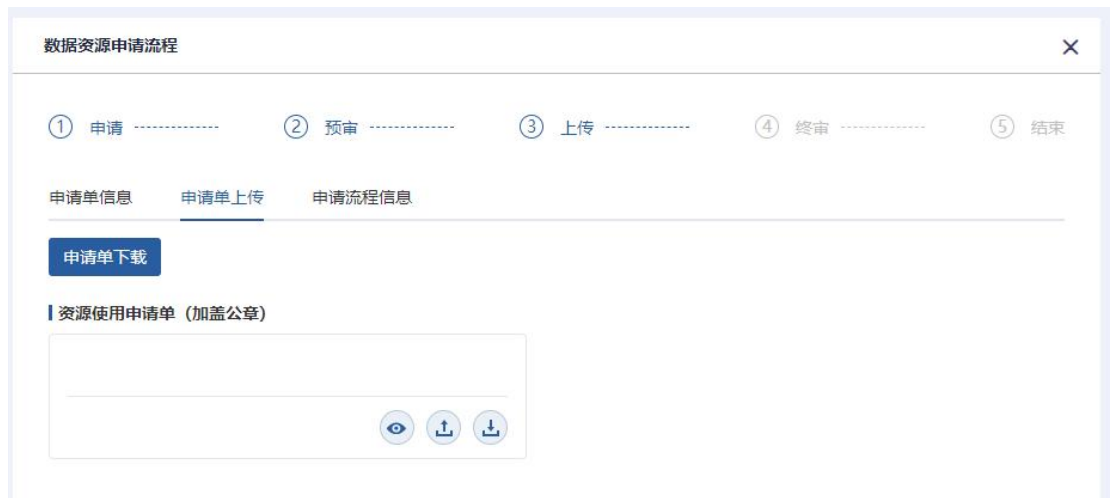 数据资源申请流程
1 申请 2 预审 3 上传 4 终审 5 结束
申请单信息 申请单上传 申请流程信息
申请单下载
资源使用申请单（加盖公章）